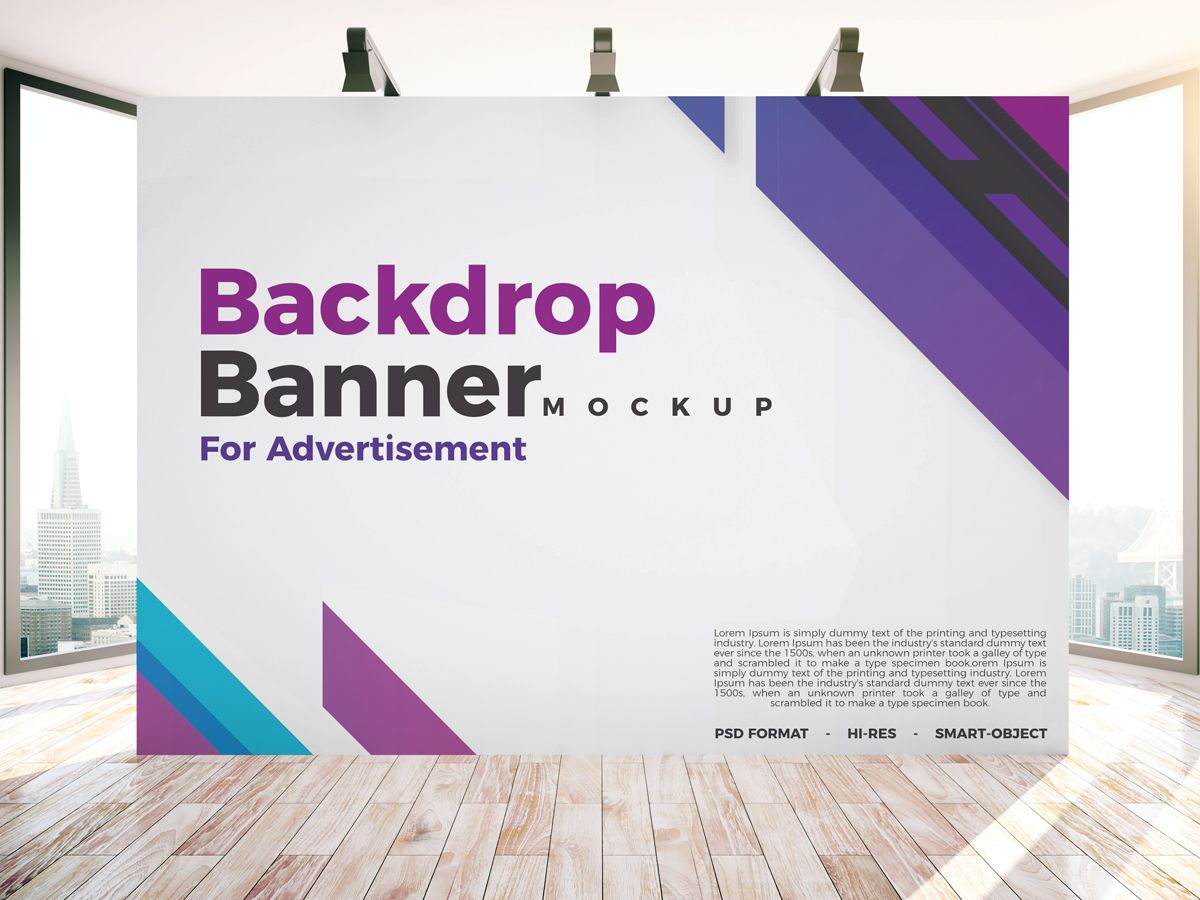 Backdrop
Banner MOCKUP
For Advertisement
Lorem Ipsum is simply dummy text of the printing and typesetting
industry. Lorem Ipsum has been the industry's standard dummy text
ever since the 1500s, when an unknown printer took a galley of type
and scrambled it to make a type specimen book.orem Ipsum is
simply dummy text of the printing and typesetting industry. Lorem
Ipsum has been the industry's standard dummy text ever since the
1500s, when an unknown printer took a galley of type and
scrambled it to make a type specimen book.
PSD FORMAT - HI-RES - SMART-OBJECT